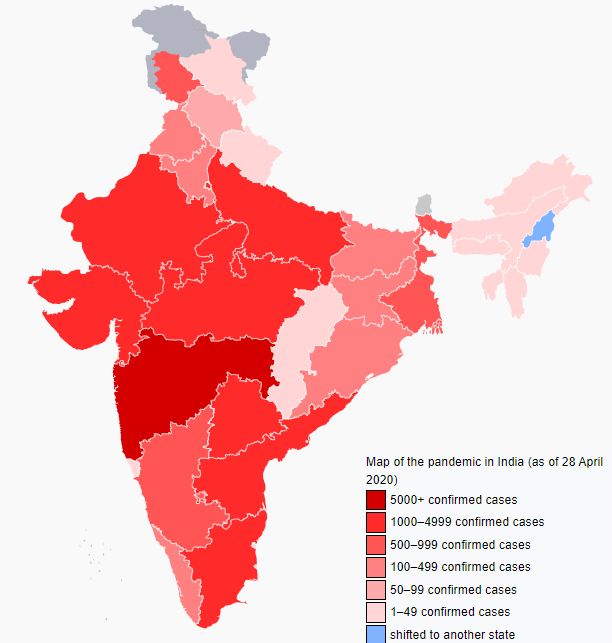 Map of the pandemic in India (as of 28 April
2020)
5000+ confirmed cases
1000–4999 confirmed cases
500–999 confirmed cases
100–499 confirmed cases
50–99 confirmed cases
1–49 confirmed cases
shifted to another state